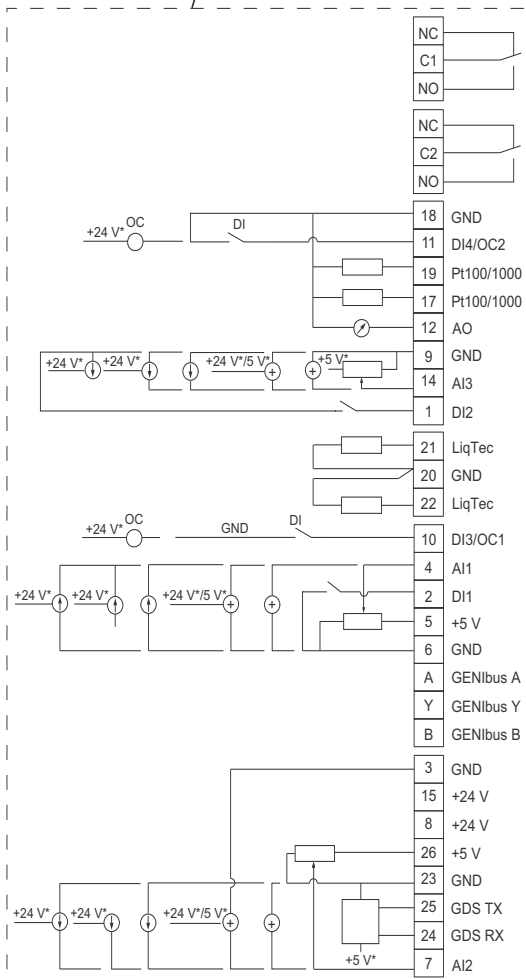 NC
C1
NO
NC
C2
NO
18 GND
+24 V* OC DI 11 DI4/OC2
19 Pt100/1000
17 Pt100/1000
12 AO
9 GND
+24 V* +24 V* +24 V*/5 V* +5 V*
14 AI3
1 DI2
21 LiqTec
20 GND
22 LiqTec
+24 V* OC GND DI 10 DI3/OC1
4 AI1
+24 V* +24 V* +24 V*/5 V* 2 DI1
5 +5 V
6 GND
A GENIbus A
Y GENIbus Y
B GENIbus B
3 GND
15 +24 V
8 +24 V
26 +5 V
23 GND
+24 V* +24 V* +24 V*/5 V* 25 GDS TX
24 GDS RX
+5 V* 7 AI2